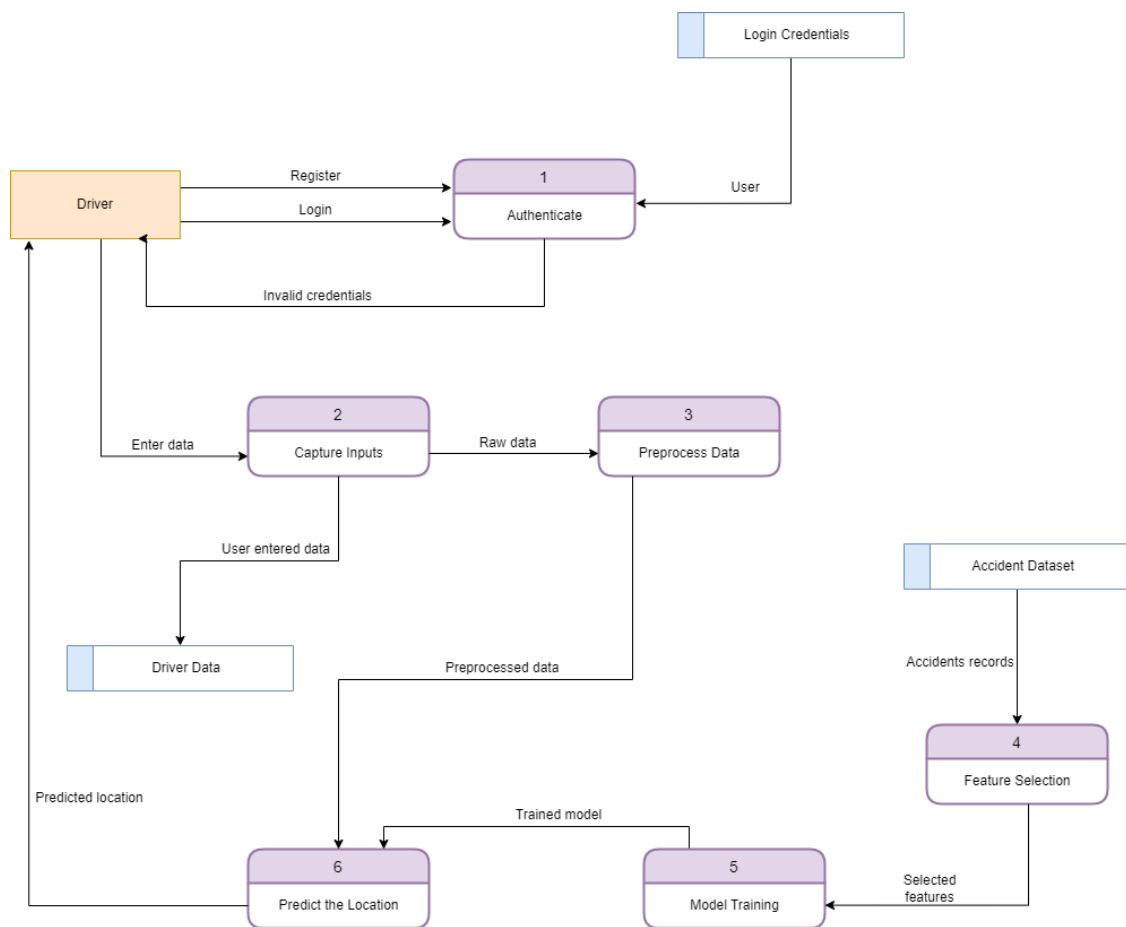 Login Credentials
Register
1
Driver
User
Login
Authenticate
Invalid credentials
2
3
Enter data
Capture Inputs
Raw data
Preprocess Data
User entered data
Accident Dataset
Driver Data
Preprocessed data
Accidents records
4
Feature Selection
Predicted location
Trained model
6
5
Selected
features
Predict the Location
Model Training